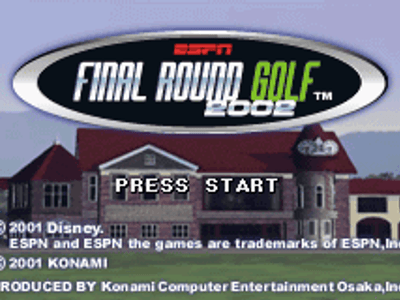 ESPN
FINAL ROUND GOLF
2002 TM
PRESS START
© 2001 Disney.
ESPN and ESPN the games are trademarks of ESPN,Inc
© 2001 KONAMI
PRODUCED BY Konami Computer Entertainment Osaka,Inc